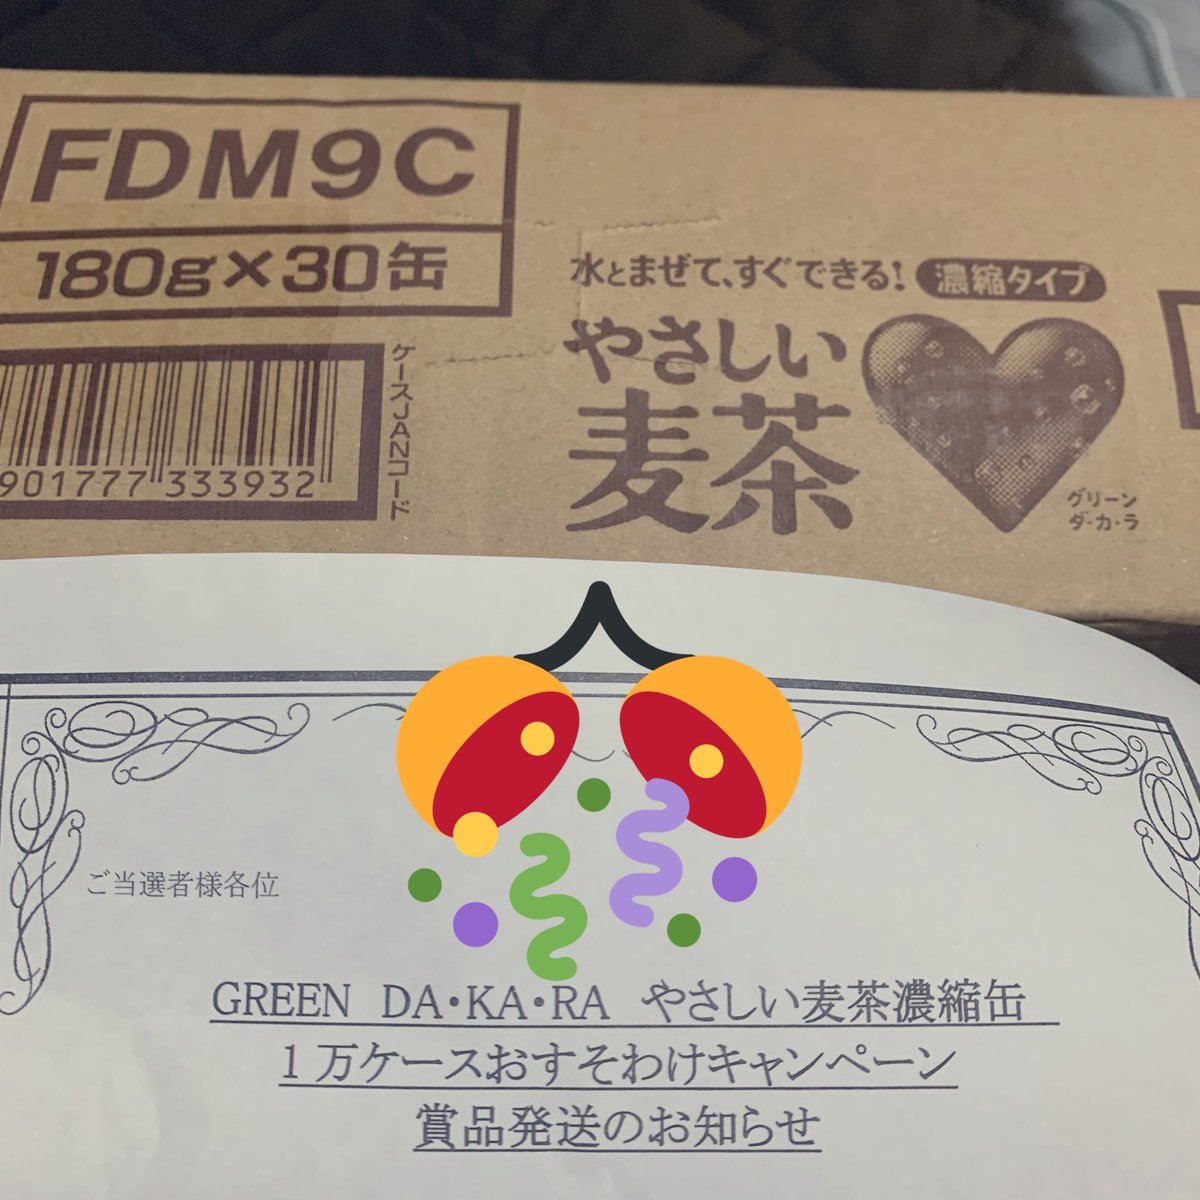 FDM9C
180g×30缶
901777 333932
ケースJANコード
水とまぜて、すぐできる! 濃縮タイプ
やさしい
麦茶
グリーン
ダ・カ・ラ
ご当選者様各位
GREEN DA・KA・RA やさしい麦茶濃縮缶
1万ケースおすそわけキャンペーン
賞品発送のお知らせ